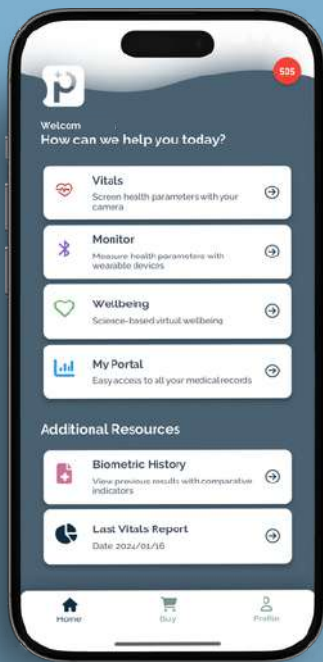 p
SOS
Welcom
How can we help you today?
Vitals
Screen health parameters with your
camera
Monitor
Measure health parameters with
wearable devices
Wellbeing
Science-based virtual wellbeing
My Portal
Easy access to all your medical records
Additional Resources
Biometric History
View previous results with comparative
indicators
Last Vitals Report
Date 2024/01/16
Home
Buy
Profile